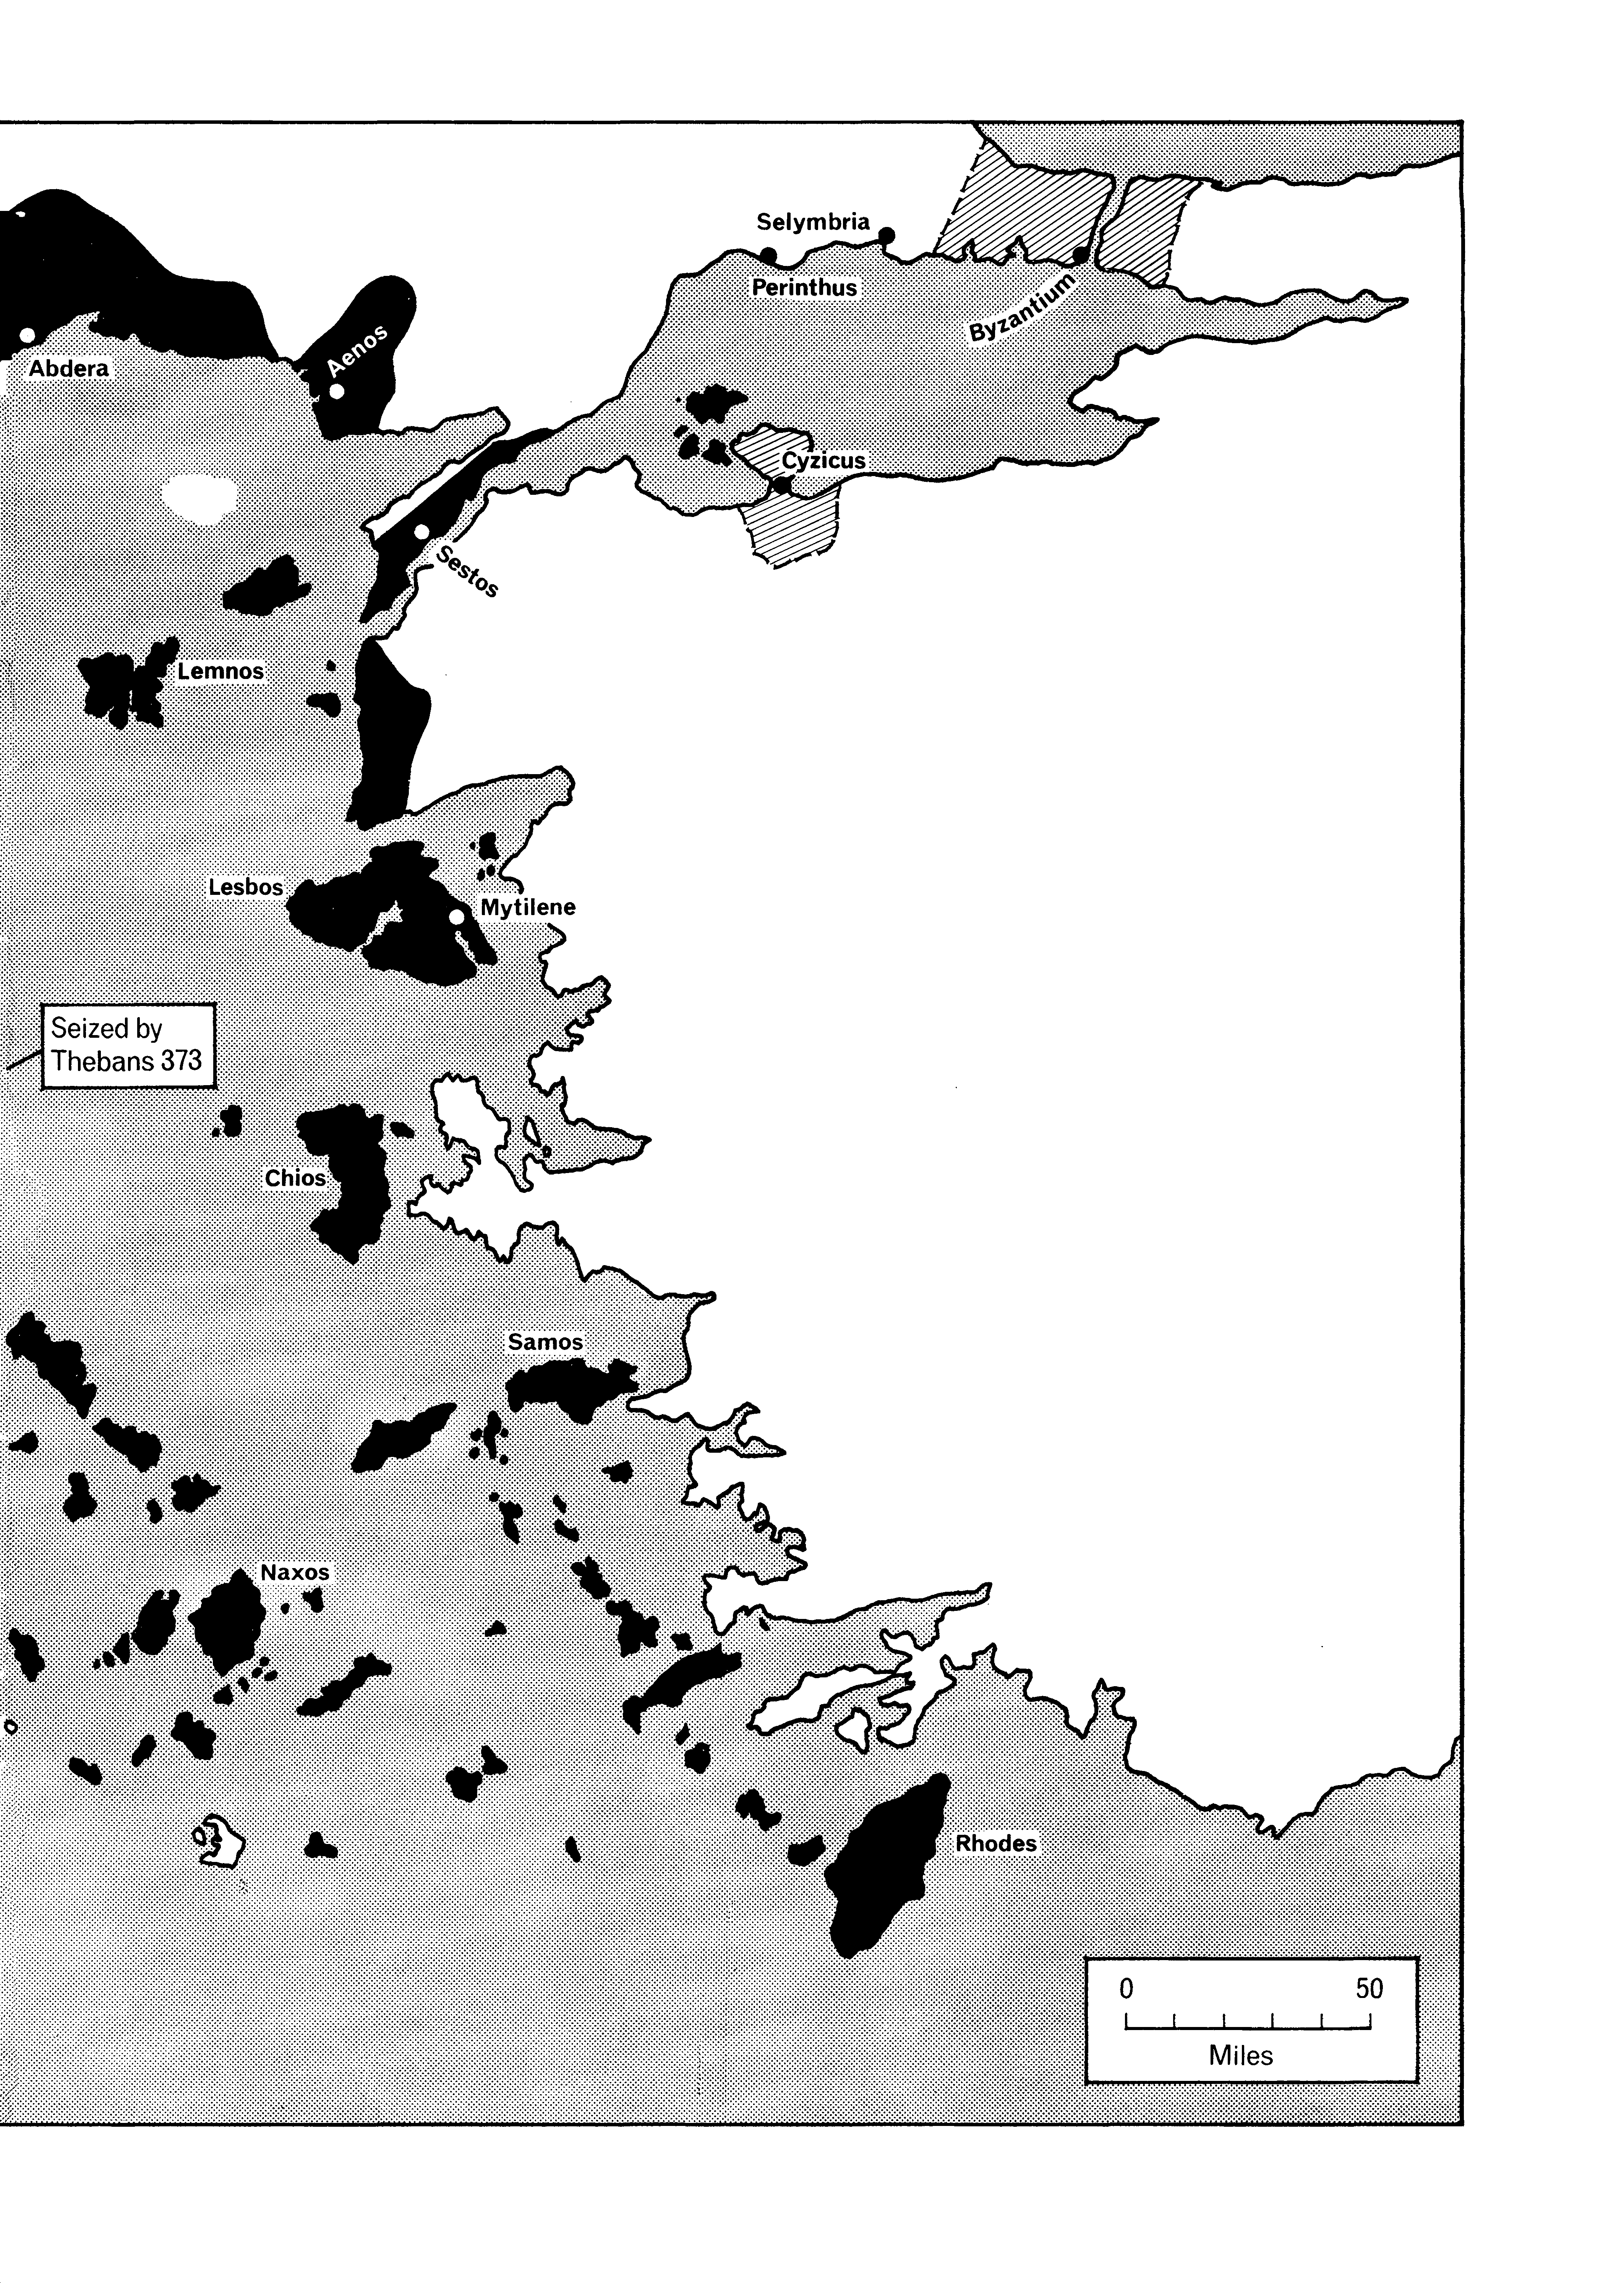 Selymbria
Perinthus
Byzantium
Abdera
Aenos
Cyzicus
Sestos
Lemnos
Lesbos
Mytilene
Seized by
Thebans 373
Chios
Samos
Naxos
Rhodes
0 50
Miles